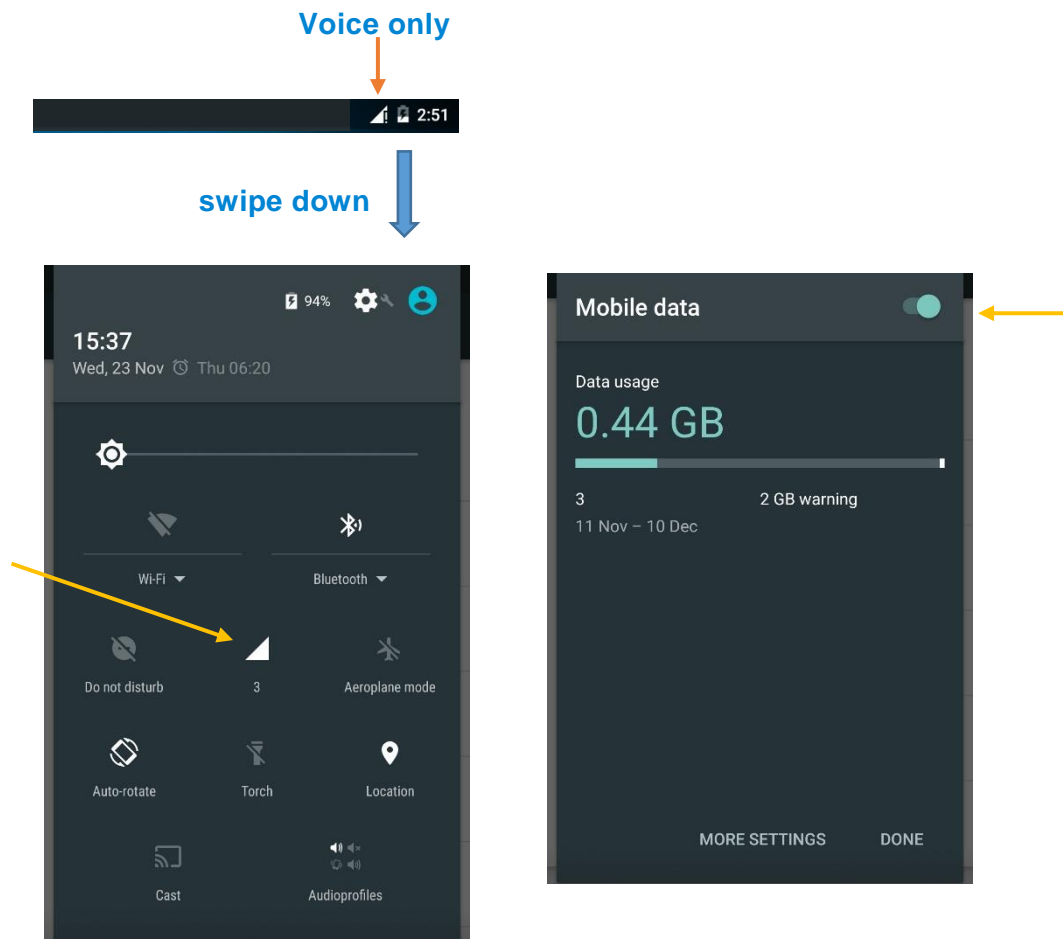 Voice only
2:51
swipe down
94%
15:37
Wed, 23 Nov Thu 06:20
Wi-Fi Bluetooth
Do not disturb 3 Aeroplane mode
Auto-rotate Torch Location
Cast Audioprofiles
Mobile data
Data usage
0.44 GB
3 2 GB warning
11 Nov – 10 Dec
MORE SETTINGS DONE